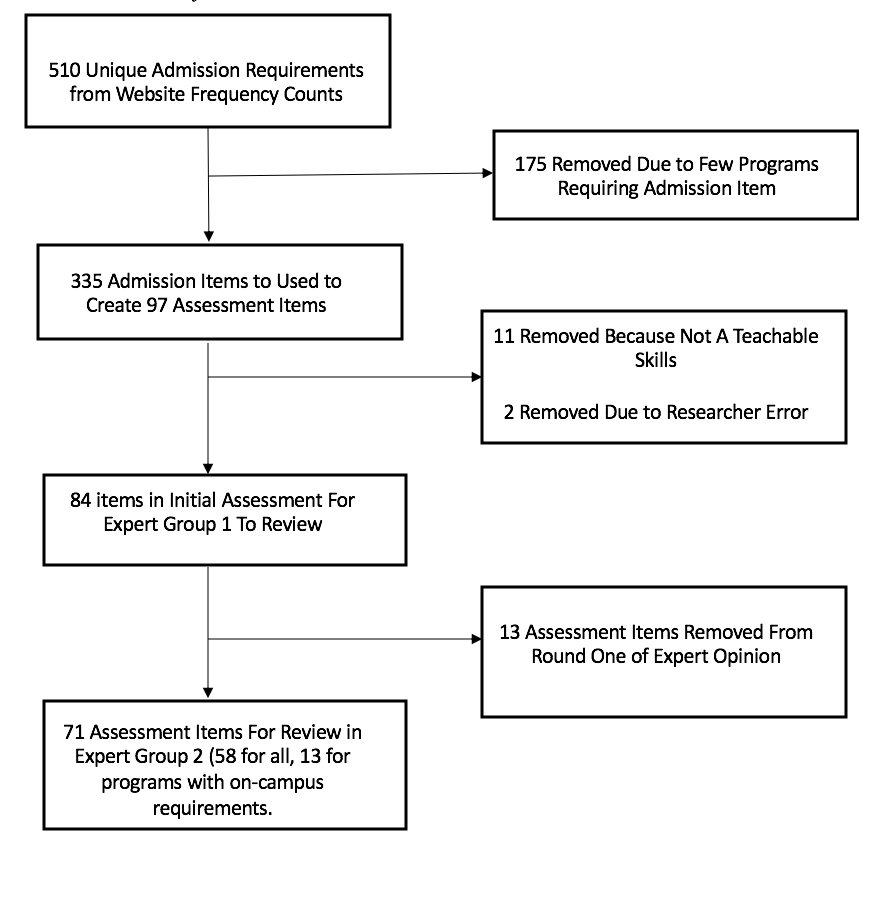 510 Unique Admission Requirements
from Website Frequency Counts
175 Removed Due to Few Programs
Requiring Admission Item
335 Admission Items to Used to
Create 97 Assessment Items
11 Removed Because Not A Teachable
Skills
2 Removed Due to Researcher Error
84 items in Initial Assessment For
Expert Group 1 To Review
13 Assessment Items Removed From
Round One of Expert Opinion
71 Assessment Items For Review in
Expert Group 2 (58 for all, 13 for
programs with on-campus
requirements.